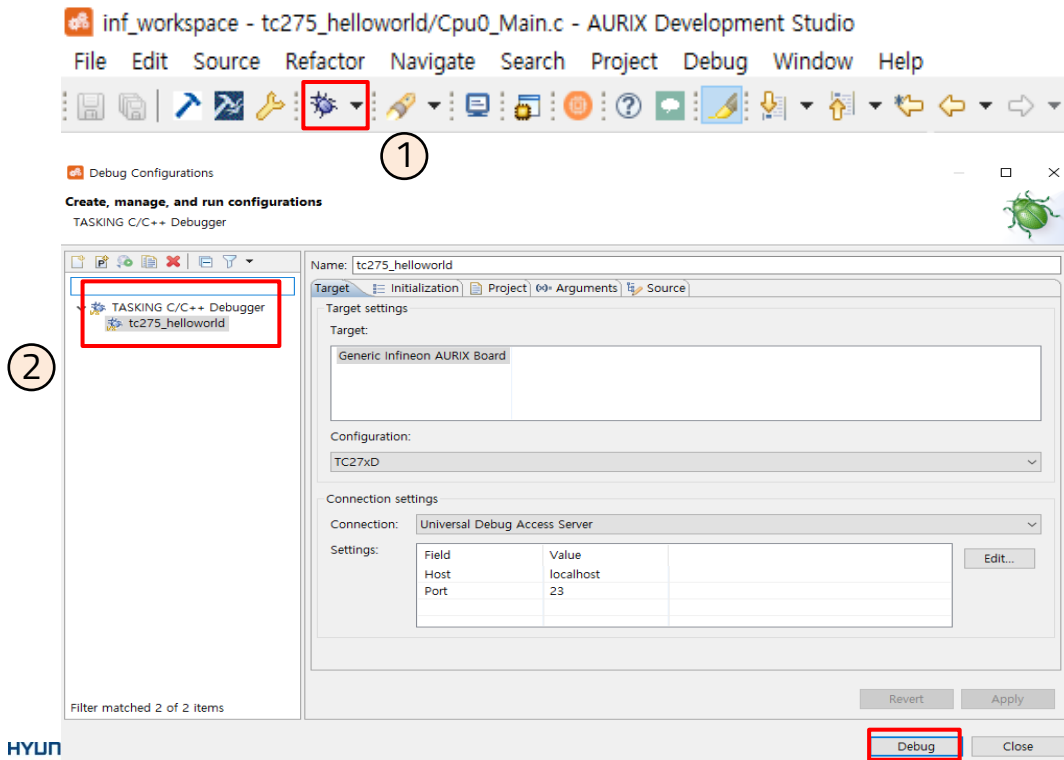 inf_workspace - tc275_helloworld/Cpu0_Main.c - AURIX Development Studio
File Edit Source Refactor Navigate Search Project Debug Window Help
1
Debug Configurations
Create, manage, and run configurations
TASKING C/C++ Debugger
Name: tc275_helloworld
Target Initialization Project Arguments Source
TASKING C/C++ Debugger
tc275_helloworld
2
Target settings
Target:
Generic Infineon AURIX Board
Configuration:
TC27xD
Connection settings
Connection: Universal Debug Access Server
Settings:
Field Value
Host localhost
Port 23
Edit...
Filter matched 2 of 2 items
Revert Apply
HYUN
Debug Close